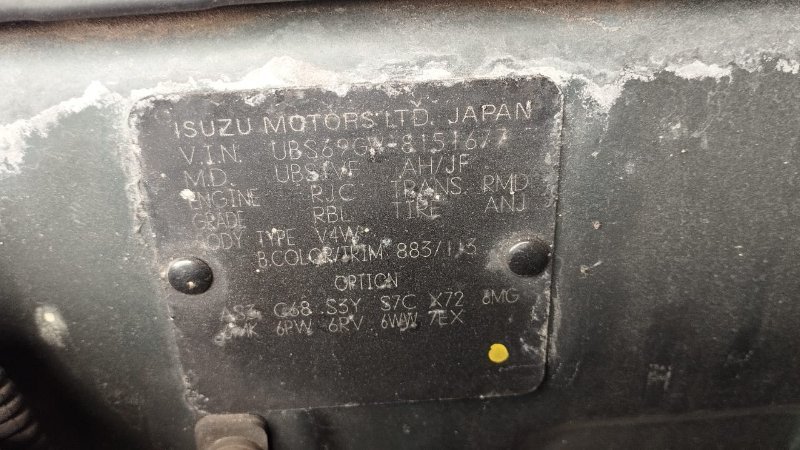 ISUZU MOTORS LTD. JAPAN
V.I.N. UBS69GW-8151677
M.D. AH/JF
ENGINE RJC TRANS. RMD
GRADE RBL TIRE ANJ
BODY TYPE V4W
B.COLOR/TRIM 883/113
OPTION
C68 S3Y S7C X72 8MG
6PW 6RV 6WW 7EX